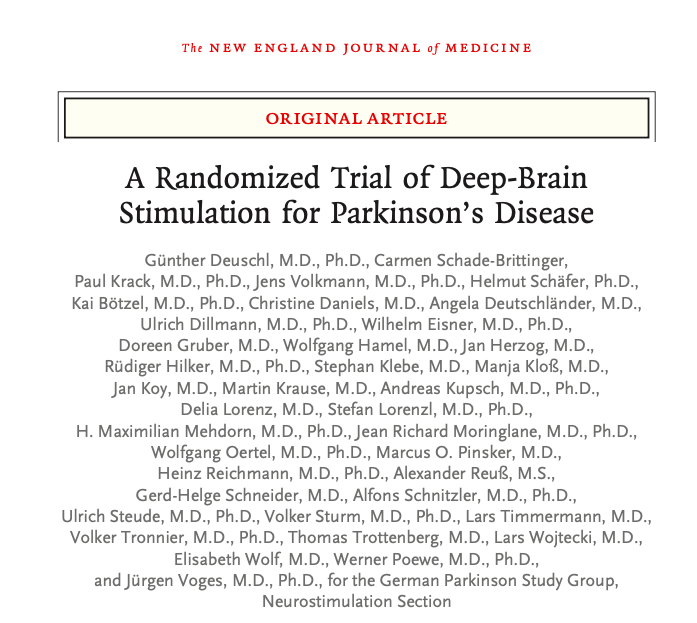 The NEW ENGLAND JOURNAL of MEDICINE
ORIGINAL ARTICLE
A Randomized Trial of Deep-Brain
Stimulation for Parkinson’s Disease
Günther Deuschl, M.D., Ph.D., Carmen Schade-Brittinger,
Paul Krack, M.D., Ph.D., Jens Volkmann, M.D., Ph.D., Helmut Schäfer, Ph.D.,
Kai Bötzel, M.D., Ph.D., Christine Daniels, M.D., Angela Deutschländer, M.D.,
Ulrich Dillmann, M.D., Ph.D., Wilhelm Eisner, M.D., Ph.D.,
Doreen Gruber, M.D., Wolfgang Hamel, M.D., Jan Herzog, M.D.,
Rüdiger Hilker, M.D., Ph.D., Stephan Klebe, M.D., Manja Kloß, M.D.,
Jan Koy, M.D., Martin Krause, M.D., Andreas Kupsch, M.D., Ph.D.,
Delia Lorenz, M.D., Stefan Lorenzl, M.D., Ph.D.,
H. Maximilian Mehdorn, M.D., Ph.D., Jean Richard Moringlane, M.D., Ph.D.,
Wolfgang Oertel, M.D., Ph.D., Marcus O. Pinsker, M.D.,
Heinz Reichmann, M.D., Ph.D., Alexander Reuß, M.S.,
Gerd-Helge Schneider, M.D., Alfons Schnitzler, M.D., Ph.D.,
Ulrich Steude, M.D., Ph.D., Volker Sturm, M.D., Ph.D., Lars Timmermann, M.D.,
Volker Tronnier, M.D., Ph.D., Thomas Trottenberg, M.D., Lars Wojtecki, M.D.,
Elisabeth Wolf, M.D., Werner Poewe, M.D., Ph.D.,
and Jürgen Voges, M.D., Ph.D., for the German Parkinson Study Group,
Neurostimulation Section